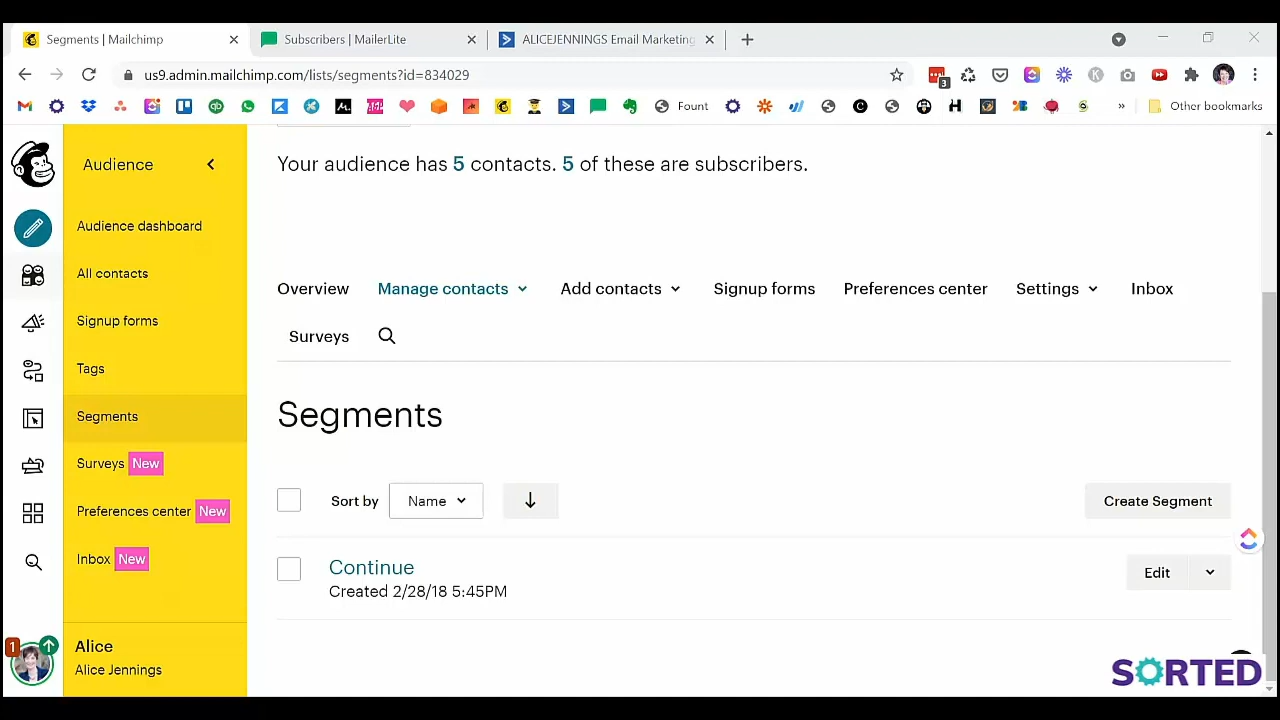 Segments | Mailchimp
Subscribers | MailerLite
ALICEJENNINGS Email Marketing
us9.admin.mailchimp.com/lists/segments?id=834029
3
Fount
» Other bookmarks
Audience
Audience dashboard
All contacts
Signup forms
Tags
Segments
Surveys New
Preferences center New
Inbox New
1
Alice
Alice Jennings
Your audience has 5 contacts. 5 of these are subscribers.
Overview Manage contacts Add contacts Signup forms Preferences center Settings Inbox
Surveys
Segments
Sort by Name Create Segment
Continue Edit
Created 2/28/18 5:45PM
SORTED